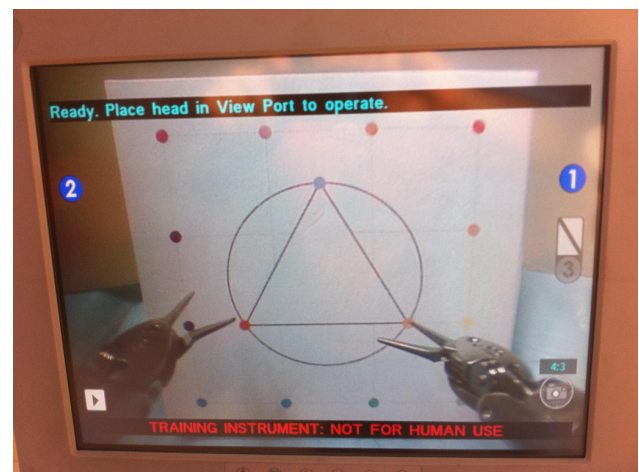 Ready. Place head in View Port to operate.
2
1
3
4:3
TRAINING INSTRUMENT: NOT FOR HUMAN USE